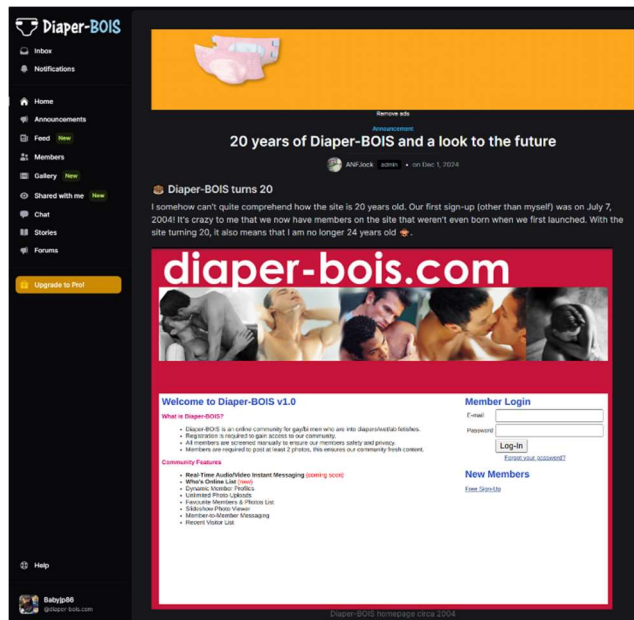 Diaper-BOIS
Inbox
Notifications
Home
Announcements
Feed New
Members
Gallery New
Shared with me New
Chat
Stories
Forums
Upgrade to Pro!
Help
Babyjp86
@diaper-bois.com
Remove ads
Announcement
20 years of Diaper-BOIS and a look to the future
ANFJock admin • on Dec 1, 2024
Diaper-BOIS turns 20
I somehow can't quite comprehend how the site is 20 years old. Our first sign-up (other than myself) was on July 7,
2004! It's crazy to me that we now have members on the site that weren't even born when we first launched. With the
site turning 20, it also means that I am no longer 24 years old.
diaper-bois.com
Welcome to Diaper-BOIS v1.0
What is Diaper-BOIS?
• Diaper-BOIS is an online community for gay/bi men who are into diapers/wet/ab fetishes.
• Registration is required to gain access to our community.
• All members are screened manually to ensure our members safety and privacy.
• Members are required to post at least 2 photos, this ensures our community fresh content.
Community Features
• Real-Time Audio/Video Instant Messaging (coming soon)
• Who's Online List (new)
• Dynamic Member Profiles
• Unlimited Photo Uploads
• Favourite Members & Photos List
• Slideshow Photo Viewer
• Member-to-Member Messaging
• Recent Visitor List
Member Login
E-mail
Password
Log-In
Forgot your password?
New Members
Free Sign-Up
Diaper-BOIS homepage circa 2004